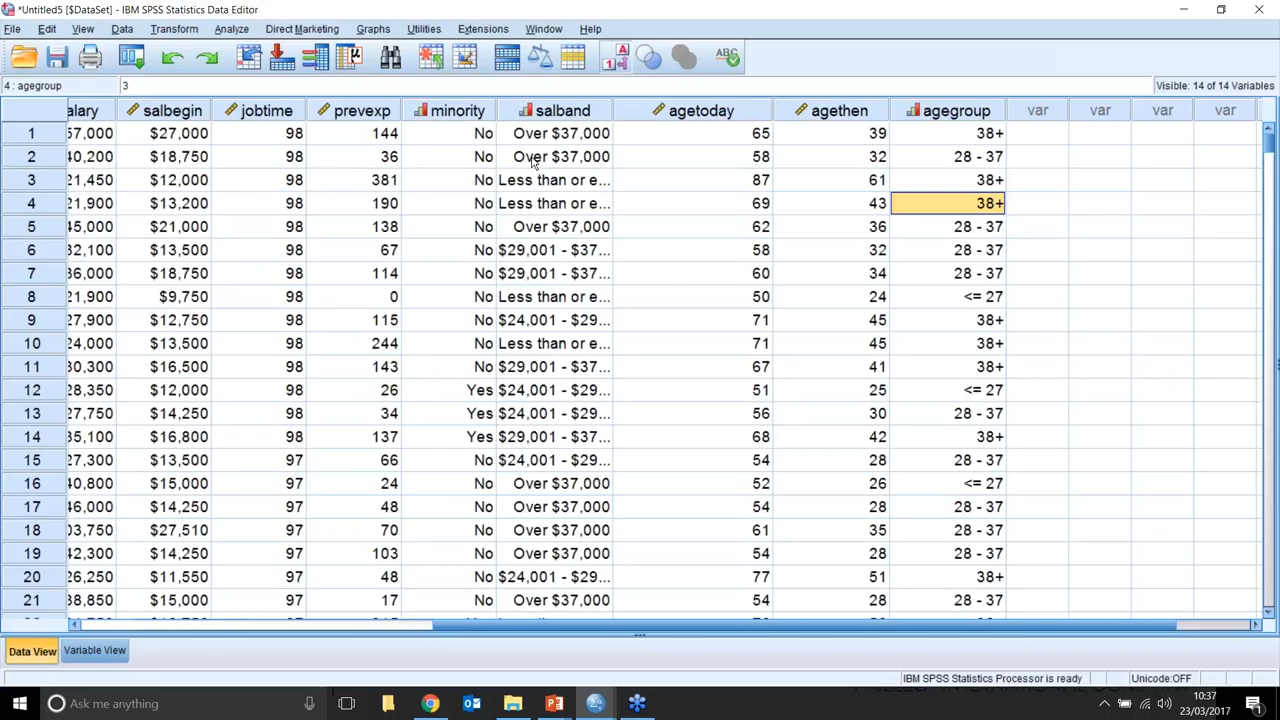 *Untitled5 [$DataSet] - IBM SPSS Statistics Data Editor
File Edit View Data Transform Analyze Direct Marketing Graphs Utilities Extensions Window Help
4 : agegroup 3 Visible: 14 of 14 Variables
alary salbegin jobtime prevexp minority salband agetoday agethen agegroup var var var var
1 57,000 $27,000 98 144 No Over $37,000 65 39 38+
2 40,200 $18,750 98 36 No Over $37,000 58 32 28 - 37
3 21,450 $12,000 98 381 No Less than or e... 87 61 38+
4 21,900 $13,200 98 190 No Less than or e... 69 43 38+
5 45,000 $21,000 98 138 No Over $37,000 62 36 28 - 37
6 32,100 $13,500 98 67 No $29,001 - $37... 58 32 28 - 37
7 36,000 $18,750 98 114 No $29,001 - $37... 60 34 28 - 37
8 21,900 $9,750 98 0 No Less than or e... 50 24 <= 27
9 27,900 $12,750 98 115 No $24,001 - $29... 71 45 38+
10 24,000 $13,500 98 244 No Less than or e... 71 45 38+
11 30,300 $16,500 98 143 No $29,001 - $37... 67 41 38+
12 28,350 $12,000 98 26 Yes $24,001 - $29... 51 25 <= 27
13 27,750 $14,250 98 34 Yes $24,001 - $29... 56 30 28 - 37
14 35,100 $16,800 98 137 Yes $29,001 - $37... 68 42 38+
15 27,300 $13,500 97 66 No $24,001 - $29... 54 28 28 - 37
16 40,800 $15,000 97 24 No Over $37,000 52 26 <= 27
17 46,000 $14,250 97 48 No Over $37,000 54 28 28 - 37
18 03,750 $27,510 97 70 No Over $37,000 61 35 28 - 37
19 42,300 $14,250 97 103 No Over $37,000 54 28 28 - 37
20 26,250 $11,550 97 48 No $24,001 - $29... 77 51 38+
21 38,850 $15,000 97 17 No Over $37,000 54 28 28 - 37
Data View Variable View
IBM SPSS Statistics Processor is ready Unicode:OFF
Ask me anything
10:37
23/03/2017